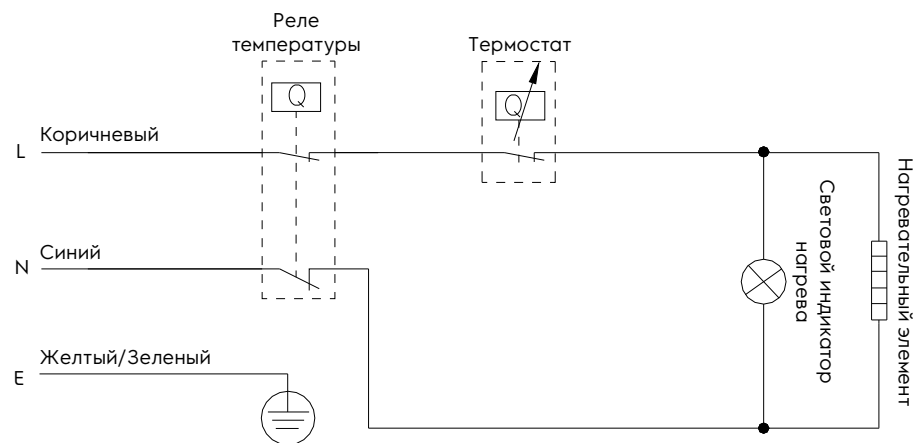 Реле
температуры
Термостат
Q
Q
Коричневый
L
Синий
N
Желтый/Зеленый
E
Световой индикатор
нагрева
Нагревательный элемент